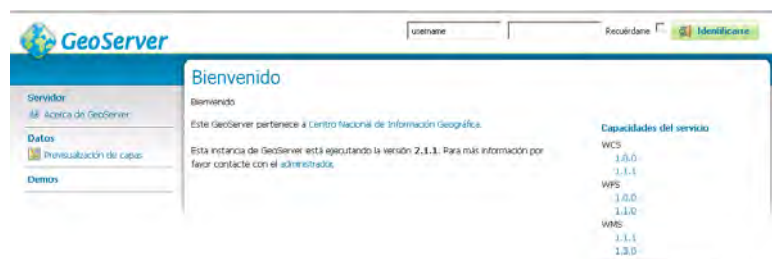 GeoServer
username
Recuérdame
Identificarse
Servidor
Acerca de GeoServer
Datos
Previsualización de capas
Demos
Bienvenido
Bienvenido
Este GeoServer pertenece a Centro Nacional de Información Geográfica.
Esta instancia de GeoServer está ejecutando la versión 2.1.1. Para más información por
favor contacte con el administrador.
Capacidades del servicio
WCS
1.0.0
1.1.1
WFS
1.0.0
1.1.0
WMS
1.1.1
1.3.0